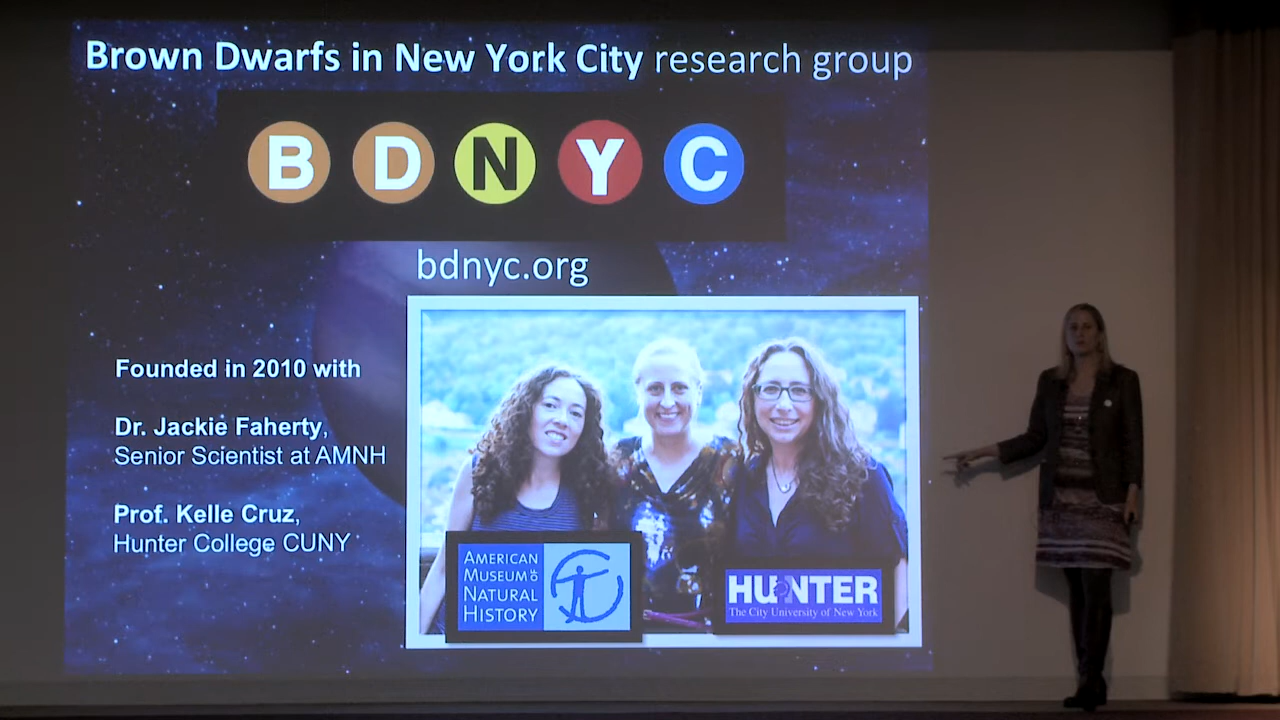 Brown Dwarfs in New York City research group
B D N Y C
bdnyc.org
Founded in 2010 with
Dr. Jackie Faherty,
Senior Scientist at AMNH
Prof. Kelle Cruz,
Hunter College CUNY
AMERICAN
MUSEUM OF
NATURAL
HISTORY
HUNTER
The City University of New York